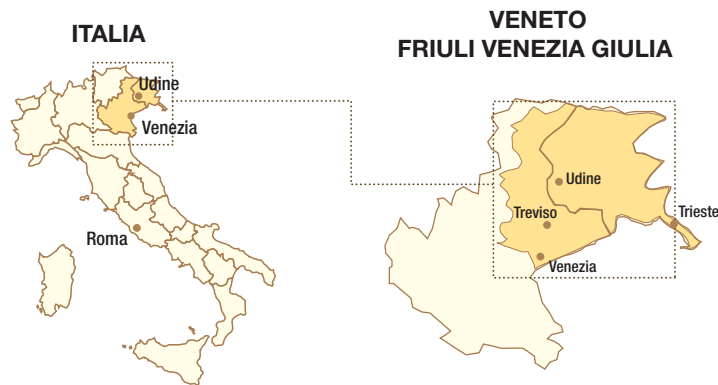 ITALIA
Udine
Venezia
Roma
VENETO
FRIULI VENEZIA GIULIA
Udine
Treviso
Trieste
Venezia